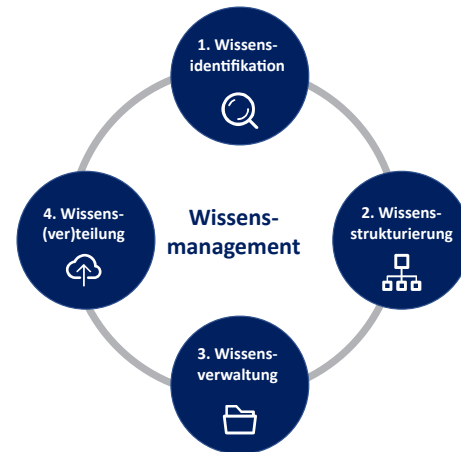 1. Wissens-
identifikation
2. Wissens-
strukturierung
3. Wissens-
verwaltung
4. Wissens-
(ver)teilung
Wissens-
management